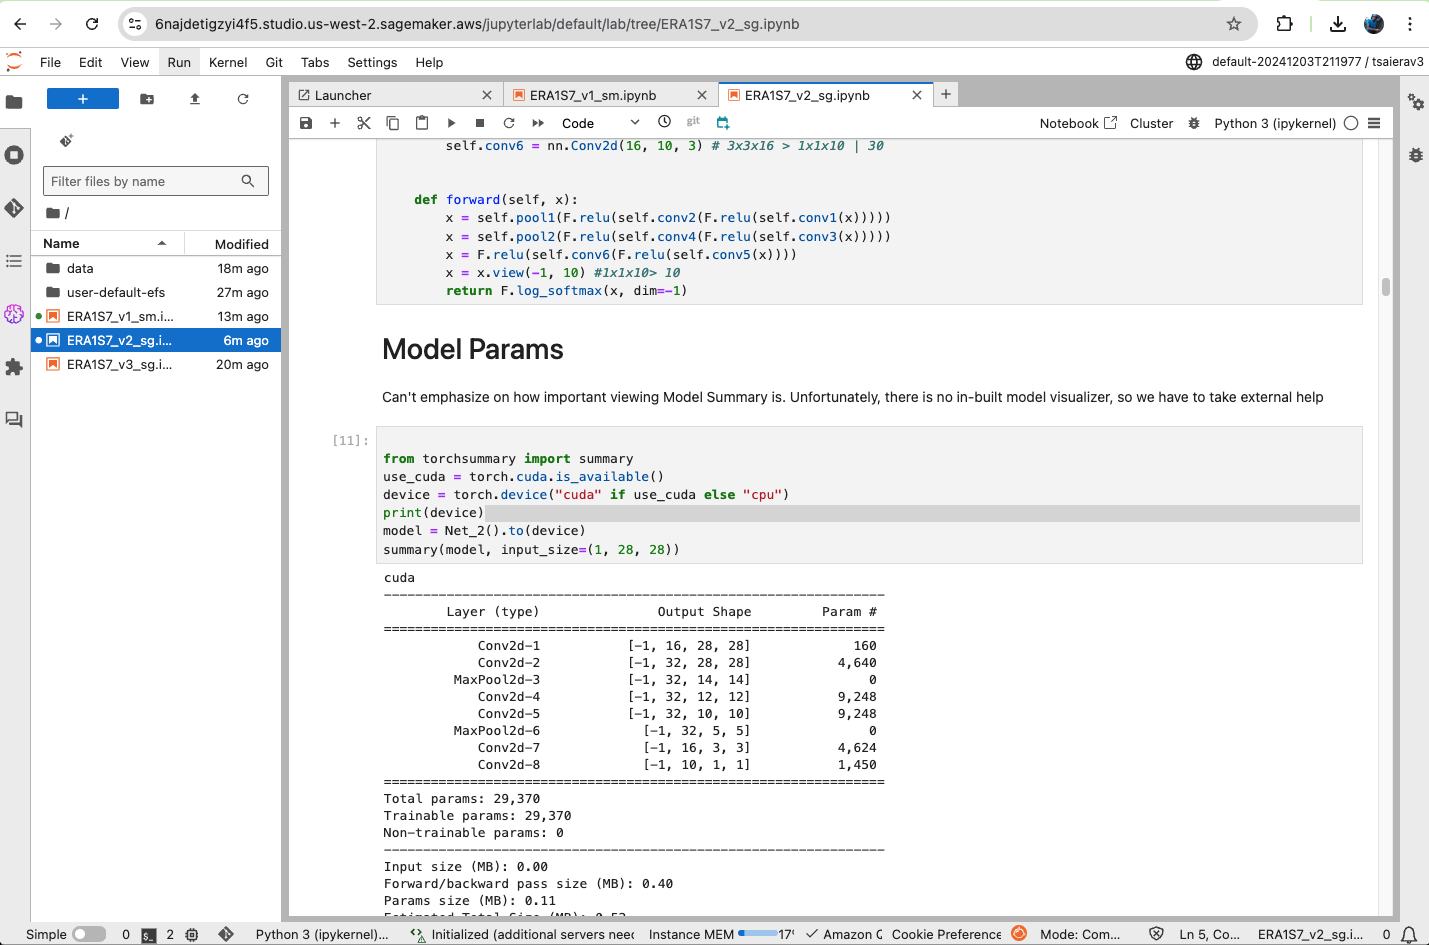 6najdetigzyi4f5.studio.us-west-2.sagemaker.aws/jupyterlab/default/lab/tree/ERA1S7_v2_sg.ipynb
File Edit View Run Kernel Git Tabs Settings Help
default-20241203T211977 / tsaierav3
Filter files by name
/
Name Modified
data 18m ago
user-default-efs 27m ago
ERA1S7_v1_sm.i... 13m ago
ERA1S7_v2_sg.i... 6m ago
ERA1S7_v3_sg.i... 20m ago
Launcher ERA1S7_v1_sm.ipynb ERA1S7_v2_sg.ipynb
Code git Notebook Cluster Python 3 (ipykernel)
self.conv6 = nn.Conv2d(16, 10, 3) # 3x3x16 > 1x1x10 | 30
def forward(self, x):
x = self.pool1(F.relu(self.conv2(F.relu(self.conv1(x)))))
x = self.pool2(F.relu(self.conv4(F.relu(self.conv3(x)))))
x = F.relu(self.conv6(F.relu(self.conv5(x))))
x = x.view(-1, 10) #1x1x10> 10
return F.log_softmax(x, dim=-1)
Model Params
Can't emphasize on how important viewing Model Summary is. Unfortunately, there is no in-built model visualizer, so we have to take external help
[11]:
from torchsummary import summary
use_cuda = torch.cuda.is_available()
device = torch.device("cuda" if use_cuda else "cpu")
print(device)
model = Net_2().to(device)
summary(model, input_size=(1, 28, 28))
cuda
----------------------------------------------------------------
Layer (type) Output Shape Param #
================================================================
Conv2d-1 [-1, 16, 28, 28] 160
Conv2d-2 [-1, 32, 28, 28] 4,640
MaxPool2d-3 [-1, 32, 14, 14] 0
Conv2d-4 [-1, 32, 12, 12] 9,248
Conv2d-5 [-1, 32, 10, 10] 9,248
MaxPool2d-6 [-1, 32, 5, 5] 0
Conv2d-7 [-1, 16, 3, 3] 4,624
Conv2d-8 [-1, 10, 1, 1] 1,450
================================================================
Total params: 29,370
Trainable params: 29,370
Non-trainable params: 0
----------------------------------------------------------------
Input size (MB): 0.00
Forward/backward pass size (MB): 0.40
Params size (MB): 0.11
Estimated Total Size (MB): 0.52
Simple 0 2 Python 3 (ipykernel)... Initialized (additional servers nee Instance MEM 17 Amazon Q Cookie Preference Mode: Com... Ln 5, Co... ERA1S7_v2_sg.i... 0